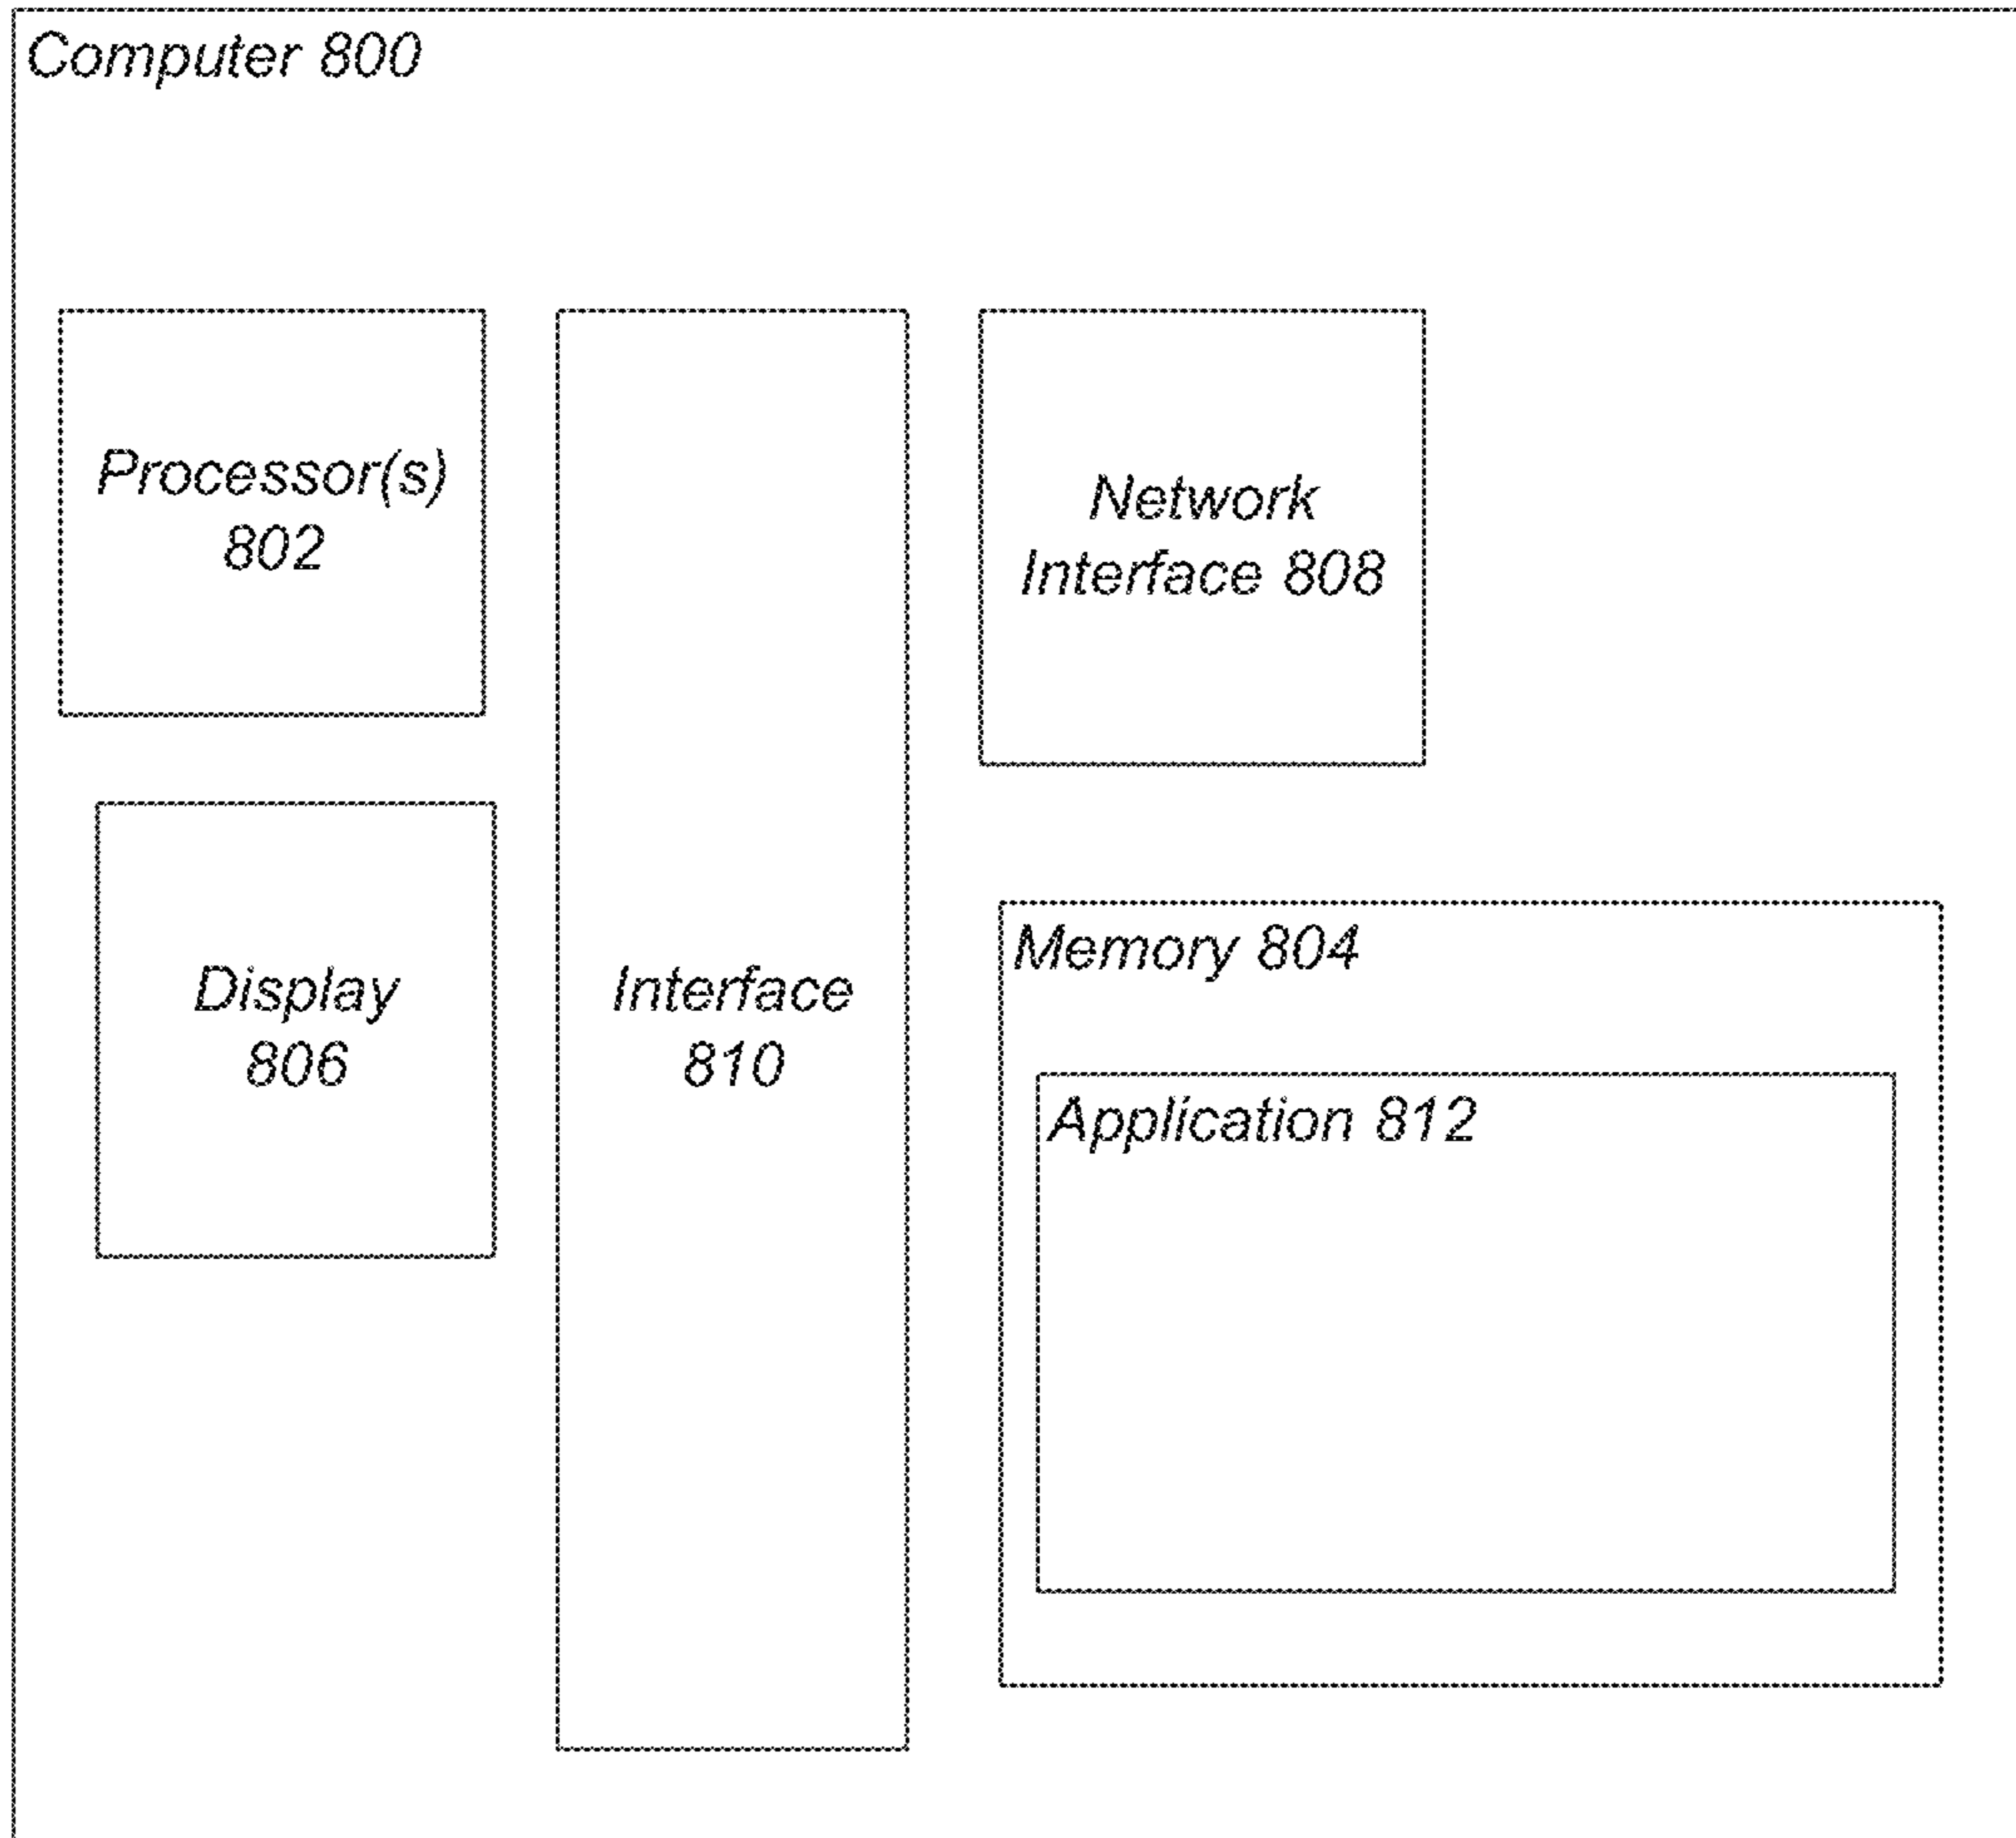 Computer 800
Processor(s)
802
Network
Interface 808
Display
806
Interface
810
Memory 804
Application 812